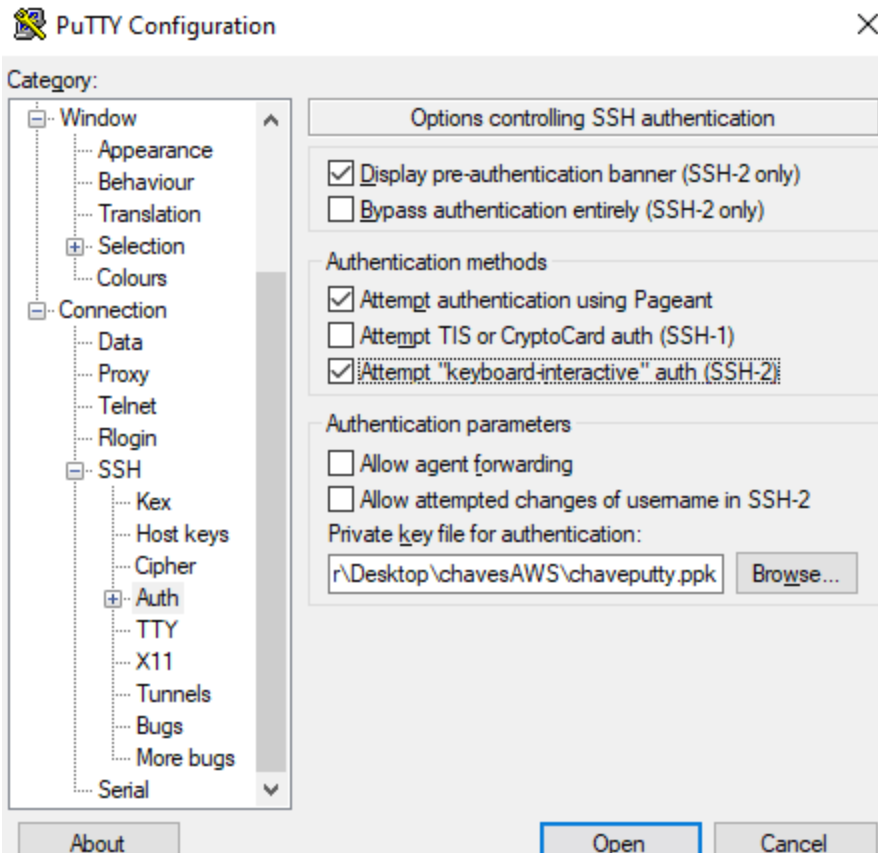 PuTTY Configuration
Category:
Window
Appearance
Behaviour
Translation
Selection
Colours
Connection
Data
Proxy
Telnet
Rlogin
SSH
Kex
Host keys
Cipher
Auth
TTY
X11
Tunnels
Bugs
More bugs
Serial
Options controlling SSH authentication
Display pre-authentication banner (SSH-2 only)
Bypass authentication entirely (SSH-2 only)
Authentication methods
Attempt authentication using Pageant
Attempt TIS or CryptoCard auth (SSH-1)
Attempt "keyboard-interactive" auth (SSH-2)
Authentication parameters
Allow agent forwarding
Allow attempted changes of username in SSH-2
Private key file for authentication:
r\Desktop\chavesAWS\chaveputty.ppk
Browse...
About
Open
Cancel